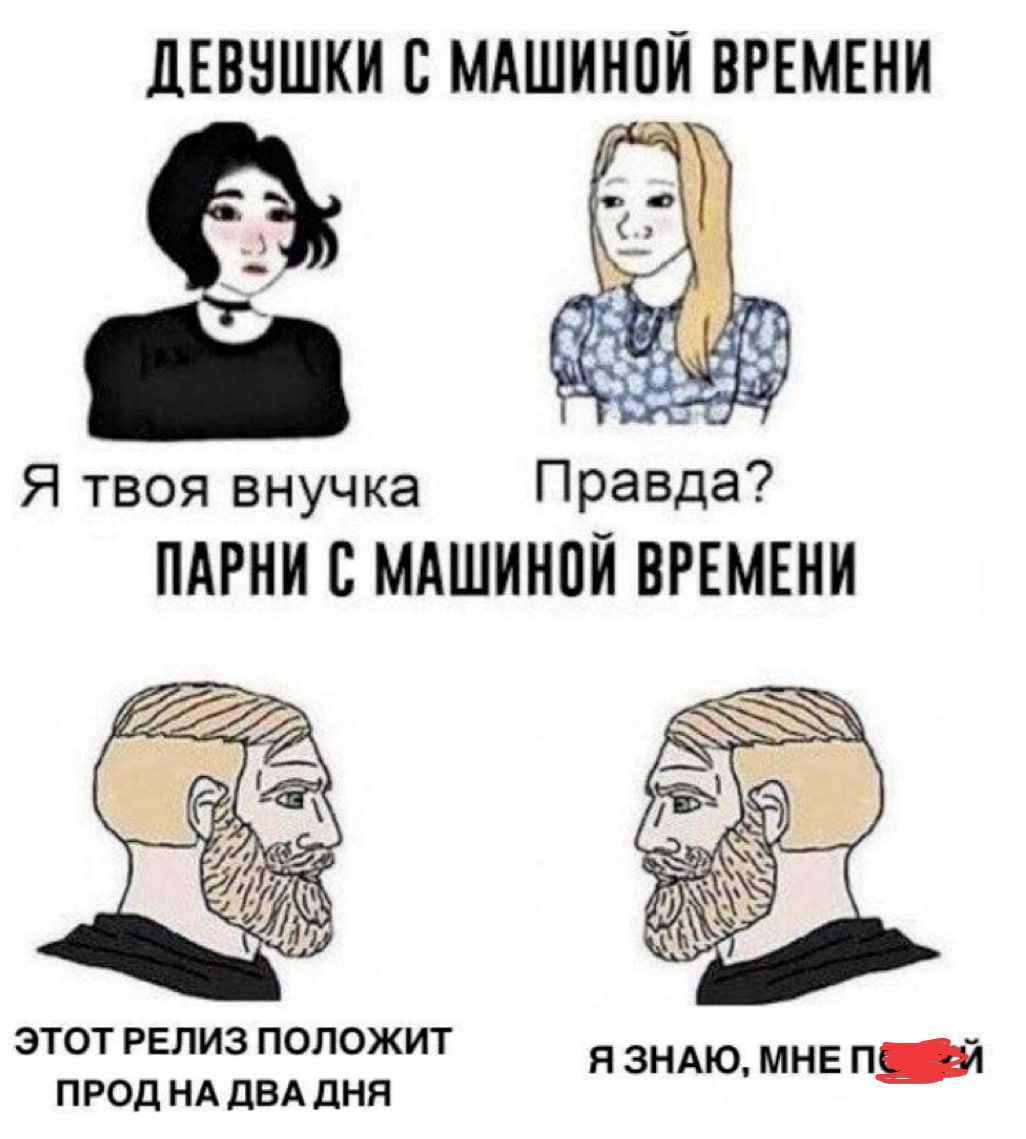 ДЕВУШКИ С МАШИНОЙ ВРЕМЕНИ
Я твоя внучка
Правда?
ПАРНИ С МАШИНОЙ ВРЕМЕНИ
ЭТОТ РЕЛИЗ ПОЛОЖИТ
ПРОД НА ДВА ДНЯ
Я ЗНАЮ, МНЕ